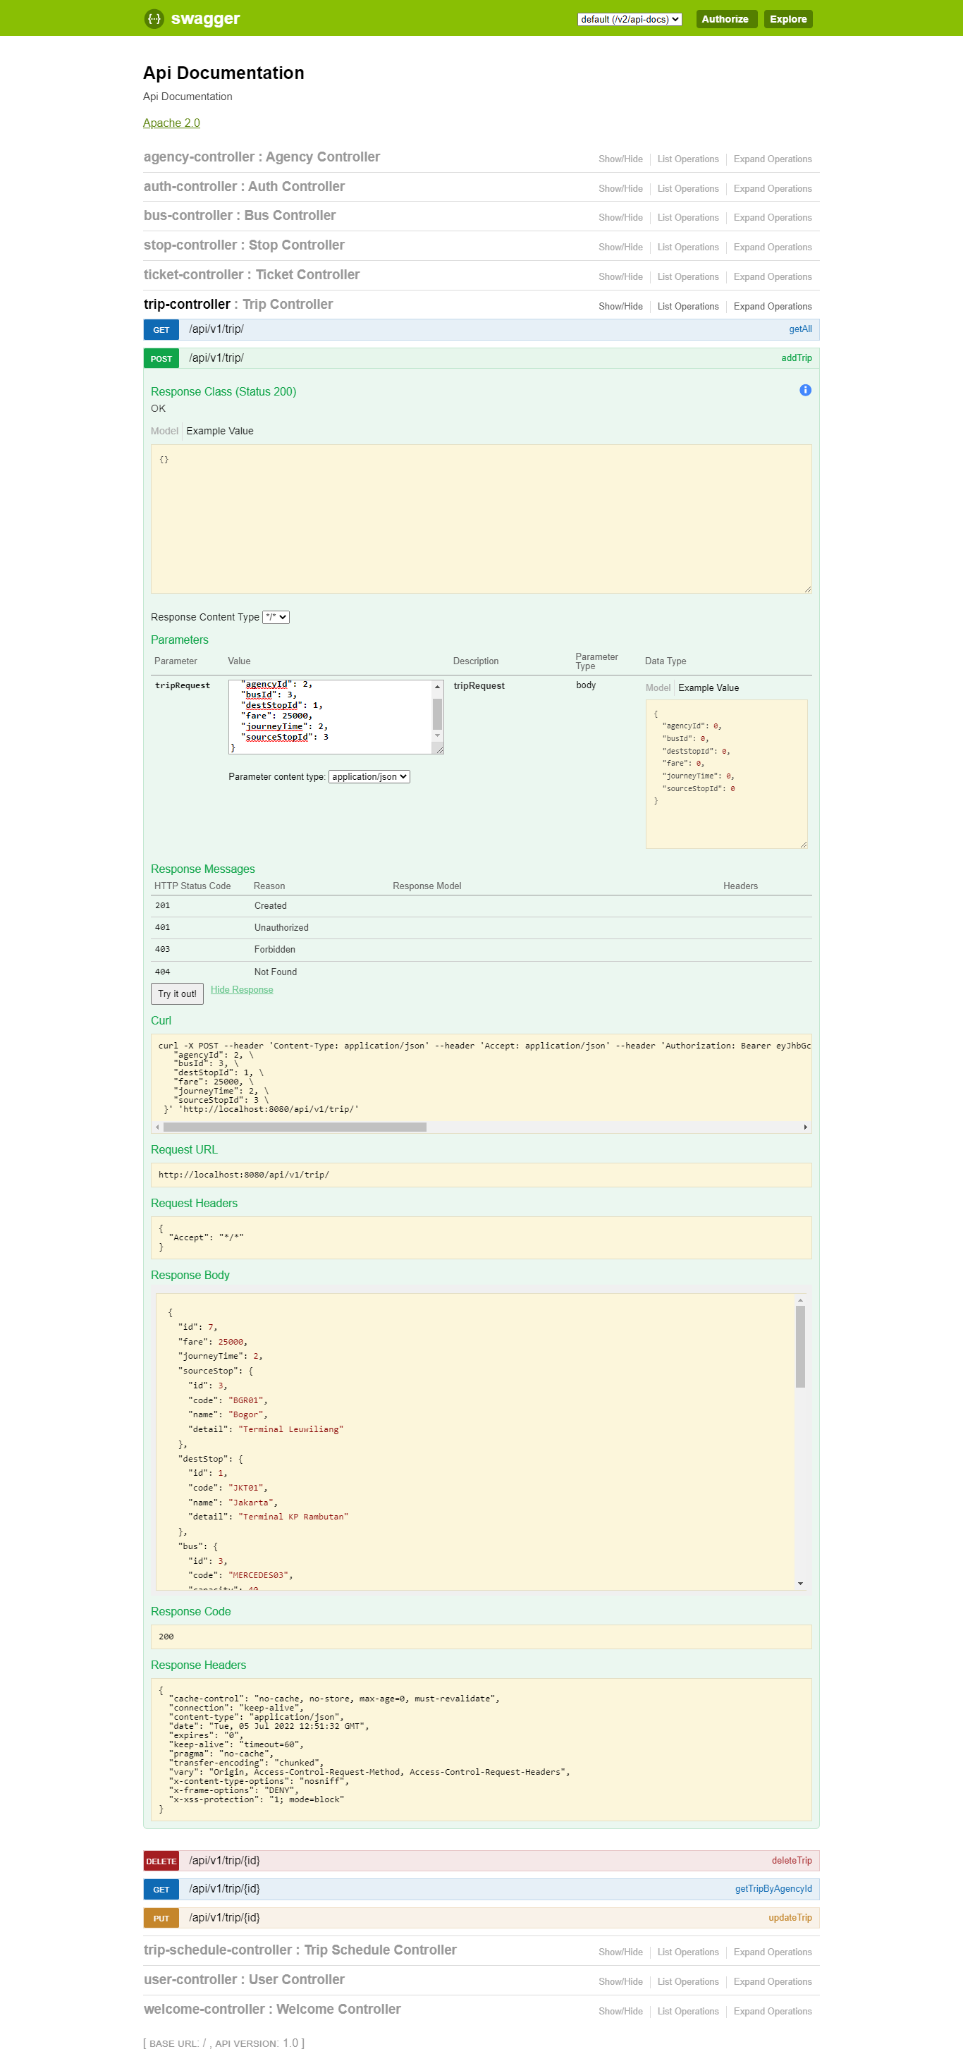 {··} swagger default (/v2/api-docs) Authorize Explore
Api Documentation
Api Documentation
Apache 2.0
agency-controller : Agency Controller Show/Hide List Operations Expand Operations
auth-controller : Auth Controller Show/Hide List Operations Expand Operations
bus-controller : Bus Controller Show/Hide List Operations Expand Operations
stop-controller : Stop Controller Show/Hide List Operations Expand Operations
ticket-controller : Ticket Controller Show/Hide List Operations Expand Operations
trip-controller : Trip Controller Show/Hide List Operations Expand Operations
GET /api/v1/trip/ getAll
POST /api/v1/trip/ addTrip
Response Class (Status 200)
OK
Model Example Value
{}
Response Content Type */*
Parameters
Parameter Value Description Parameter Type Data Type
tripRequest
"agencyId": 2,
"busId": 3,
"destStopId": 1,
"fare": 25000,
"journeyTime": 2,
"sourceStopId": 3
}
Parameter content type: application/json
tripRequest body
Model Example Value
{
"agencyId": 0,
"busId": 0,
"destStopId": 0,
"fare": 0,
"journeyTime": 0,
"sourceStopId": 0
}
Response Messages
HTTP Status Code Reason Response Model Headers
201 Created
401 Unauthorized
403 Forbidden
404 Not Found
Try it out! Hide Response
Curl
curl -X POST --header 'Content-Type: application/json' --header 'Accept: application/json' --header 'Authorization: Bearer eyJhbGc
"agencyId": 2, \
"busId": 3, \
"destStopId": 1, \
"fare": 25000, \
"journeyTime": 2, \
"sourceStopId": 3 \
}' 'http://localhost:8080/api/v1/trip/'
Request URL
http://localhost:8080/api/v1/trip/
Request Headers
{
"Accept": "*/*"
}
Response Body
{
"id": 7,
"fare": 25000,
"journeyTime": 2,
"sourceStop": {
"id": 3,
"code": "BGR01",
"name": "Bogor",
"detail": "Terminal Leuwiliang"
},
"destStop": {
"id": 1,
"code": "JKT01",
"name": "Jakarta",
"detail": "Terminal KP Rambutan"
},
"bus": {
"id": 3,
"code": "MERCEDES03",
"capacity": 40,
Response Code
200
Response Headers
{
"cache-control": "no-cache, no-store, max-age=0, must-revalidate",
"connection": "keep-alive",
"content-type": "application/json",
"date": "Tue, 05 Jul 2022 12:51:32 GMT",
"expires": "0",
"keep-alive": "timeout=60",
"pragma": "no-cache",
"transfer-encoding": "chunked",
"vary": "Origin, Access-Control-Request-Method, Access-Control-Request-Headers",
"x-content-type-options": "nosniff",
"x-frame-options": "DENY",
"x-xss-protection": "1; mode=block"
}
DELETE /api/v1/trip/{id} deleteTrip
GET /api/v1/trip/{id} getTripByAgencyId
PUT /api/v1/trip/{id} updateTrip
trip-schedule-controller : Trip Schedule Controller Show/Hide List Operations Expand Operations
user-controller : User Controller Show/Hide List Operations Expand Operations
welcome-controller : Welcome Controller Show/Hide List Operations Expand Operations
[ BASE URL: / , API VERSION: 1.0 ]